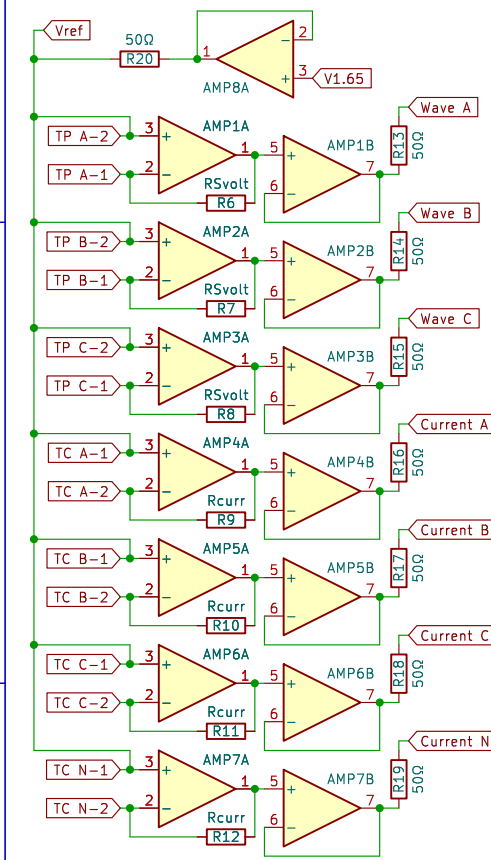 Vref
50Ω
R20
1
2
3
AMP8A
V1.65
TP A-2
TP A-1
3
2
AMP1A
1
RSvolt
R6
5
6
AMP1B
7
Wave A
R13
50Ω
TP B-2
TP B-1
3
2
AMP2A
1
RSvolt
R7
5
6
AMP2B
7
Wave B
R14
50Ω
TP C-2
TP C-1
3
2
AMP3A
1
RSvolt
R8
5
6
AMP3B
7
Wave C
R15
50Ω
TC A-1
TC A-2
3
2
AMP4A
1
Rcurr
R9
5
6
AMP4B
7
Current A
R16
50Ω
TC B-1
TC B-2
3
2
AMP5A
1
Rcurr
R10
5
6
AMP5B
7
Current B
R17
50Ω
TC C-1
TC C-2
3
2
AMP6A
1
Rcurr
R11
5
6
AMP6B
7
Current C
R18
50Ω
TC N-1
TC N-2
3
2
AMP7A
1
Rcurr
R12
5
6
AMP7B
7
Current N
R19
50Ω